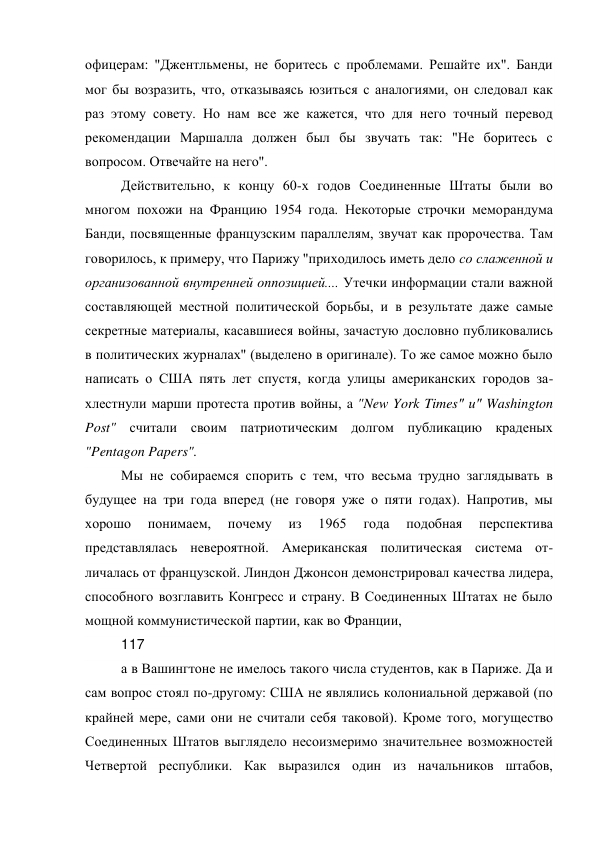 офицерам: "Джентльмены, не боритесь с проблемами. Решайте их". Банди
мог бы возразить, что, отказываясь юзиться с аналогиями, он следовал как
раз этому совету. Но нам все же кажется, что для него точный перевод
рекомендации Маршалла должен был бы звучать так: "Не боритесь с
вопросом. Отвечайте на него".
Действительно, к концу 60-х годов Соединенные Штаты были во
многом похожи на Францию 1954 года. Некоторые строчки меморандума
Банди, посвященные французским параллелям, звучат как пророчества. Там
говорилось, к примеру, что Парижу "приходилось иметь дело со слаженной и
организованной внутренней оппозицией.... Утечки информации стали важной
составляющей местной политической борьбы, и в результате даже самые
секретные материалы, касавшиеся войны, зачастую дословно публиковались
в политических журналах" (выделено в оригинале). То же самое можно было
написать о США пять лет спустя, когда улицы американских городов за-
хлестнули марши протеста против войны, а "New York Times" и" Washington
Post" считали своим патриотическим долгом публикацию краденых
"Pentagon Papers".
Мы не собираемся спорить с тем, что весьма трудно заглядывать в
будущее на три года вперед (не говоря уже о пяти годах). Напротив, мы
хорошо понимаем, почему из 1965 года подобная перспектива
представлялась невероятной. Американская политическая система от-
личалась от французской. Линдон Джонсон демонстрировал качества лидера,
способного возглавить Конгресс и страну. В Соединенных Штатах не было
мощной коммунистической партии, как во Франции,
117
а в Вашингтоне не имелось такого числа студентов, как в Париже. Да и
сам вопрос стоял по-другому: США не являлись колониальной державой (по
крайней мере, сами они не считали себя таковой). Кроме того, могущество
Соединенных Штатов выглядело несоизмеримо значительнее возможностей
Четвертой республики. Как выразился один из начальников штабов,